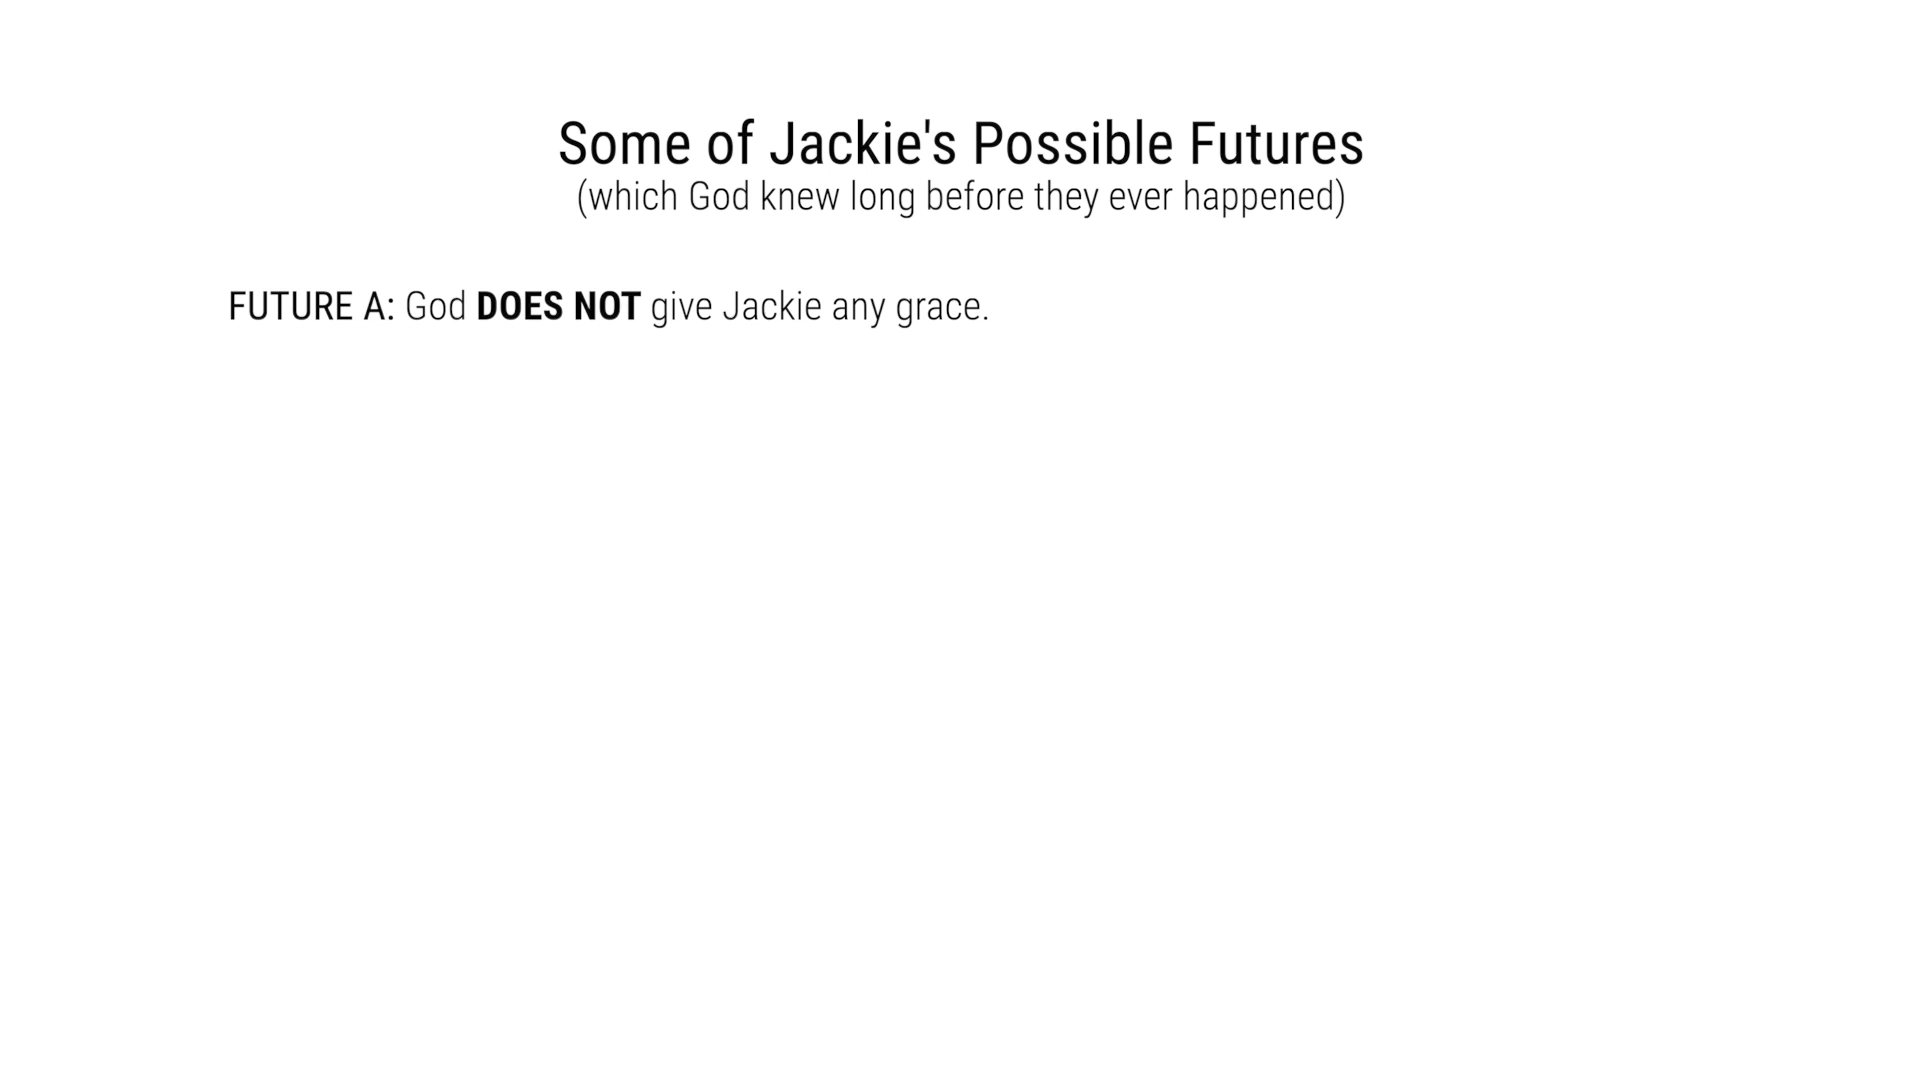 Some of Jackie's Possible Futures
(which God knew long before they ever happened)
FUTURE A: God DOES NOT give Jackie any grace.